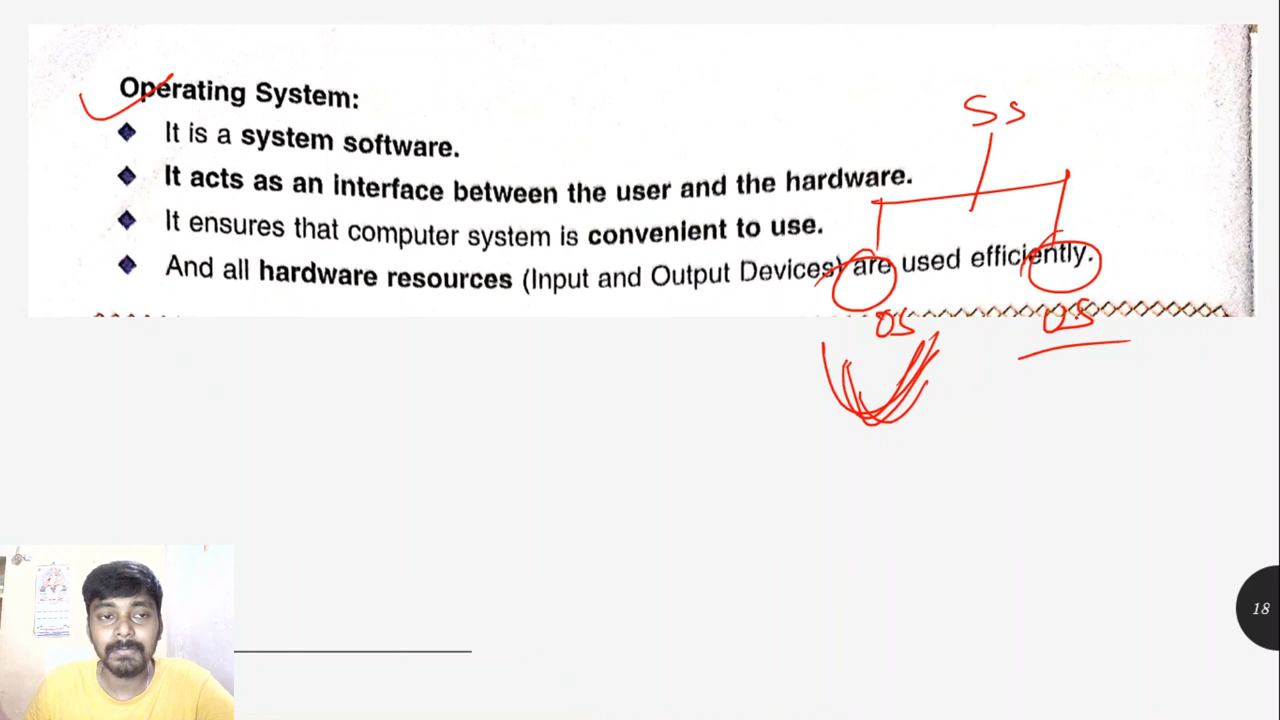 Operating System:
It is a system software.
It acts as an interface between the user and the hardware.
It ensures that computer system is convenient to use.
And all hardware resources (Input and Output Devices) are used efficiently.
Ss
OS
OS
18